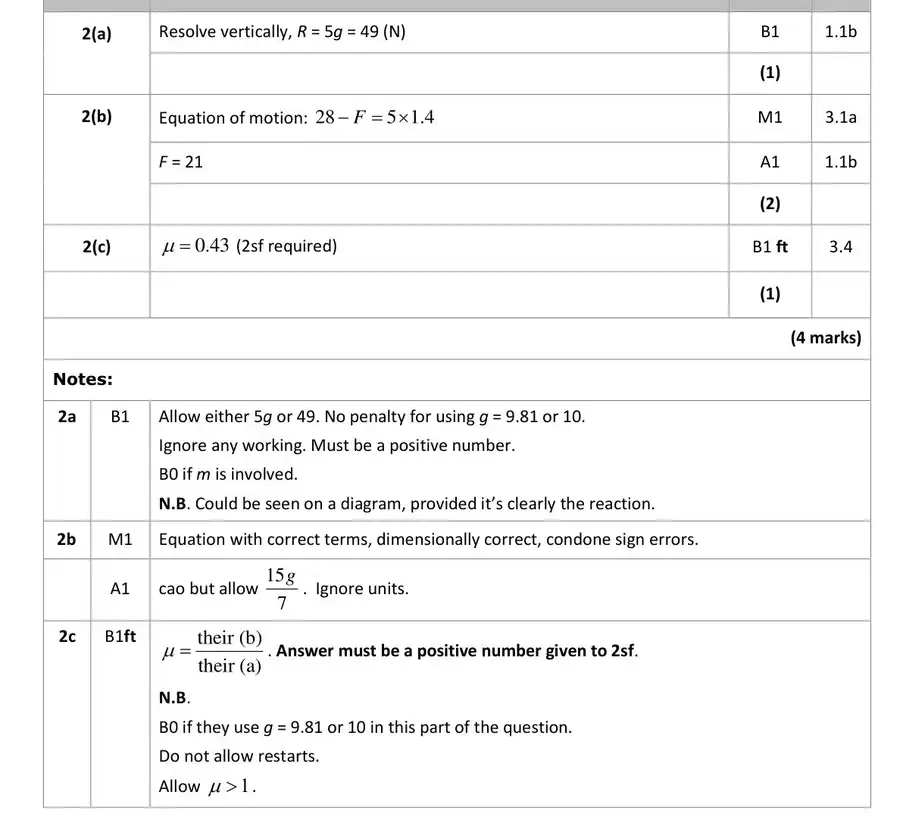 2(a) Resolve vertically, R = 5g = 49 (N) B1 1.1b
(1)
2(b) Equation of motion: 28 – F = 5×1.4 M1 3.1a
F = 21 A1 1.1b
(2)
2(c) μ = 0.43 (2sf required) B1 ft 3.4
(1)
(4 marks)
Notes:
2a B1 Allow either 5g or 49. No penalty for using g = 9.81 or 10.
Ignore any working. Must be a positive number.
B0 if m is involved.
N.B. Could be seen on a diagram, provided it’s clearly the reaction.
2b M1 Equation with correct terms, dimensionally correct, condone sign errors.
A1 cao but allow 15g/7 . Ignore units.
2c B1ft μ = their (b)/their (a) . Answer must be a positive number given to 2sf.
N.B.
B0 if they use g = 9.81 or 10 in this part of the question.
Do not allow restarts.
Allow μ >1.